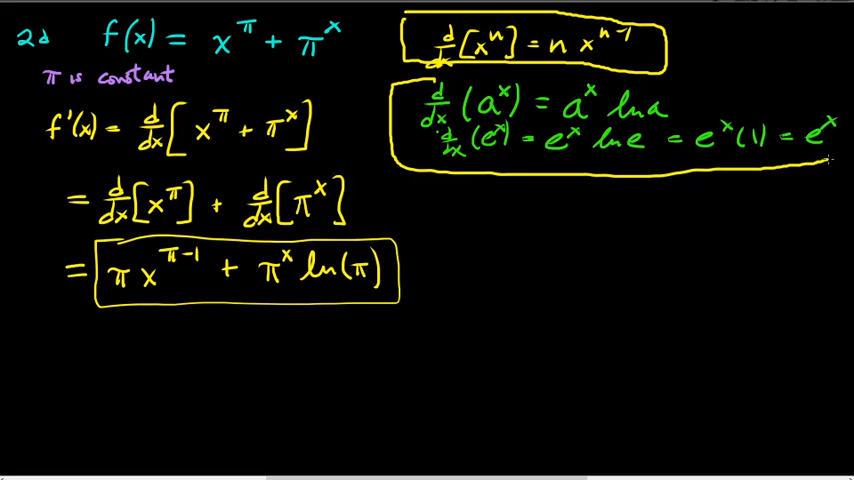 2d f(x) = x^π + π^x
π is constant
f'(x) = d/dx [x^π + π^x]
= d/dx [x^π] + d/dx [π^x]
= π x^(π-1) + π^x ln(π)
d/dx [x^n] = n x^(n-1)
d/dx (a^x) = a^x ln a
d/dx (e^x) = e^x ln e = e^x (1) = e^x